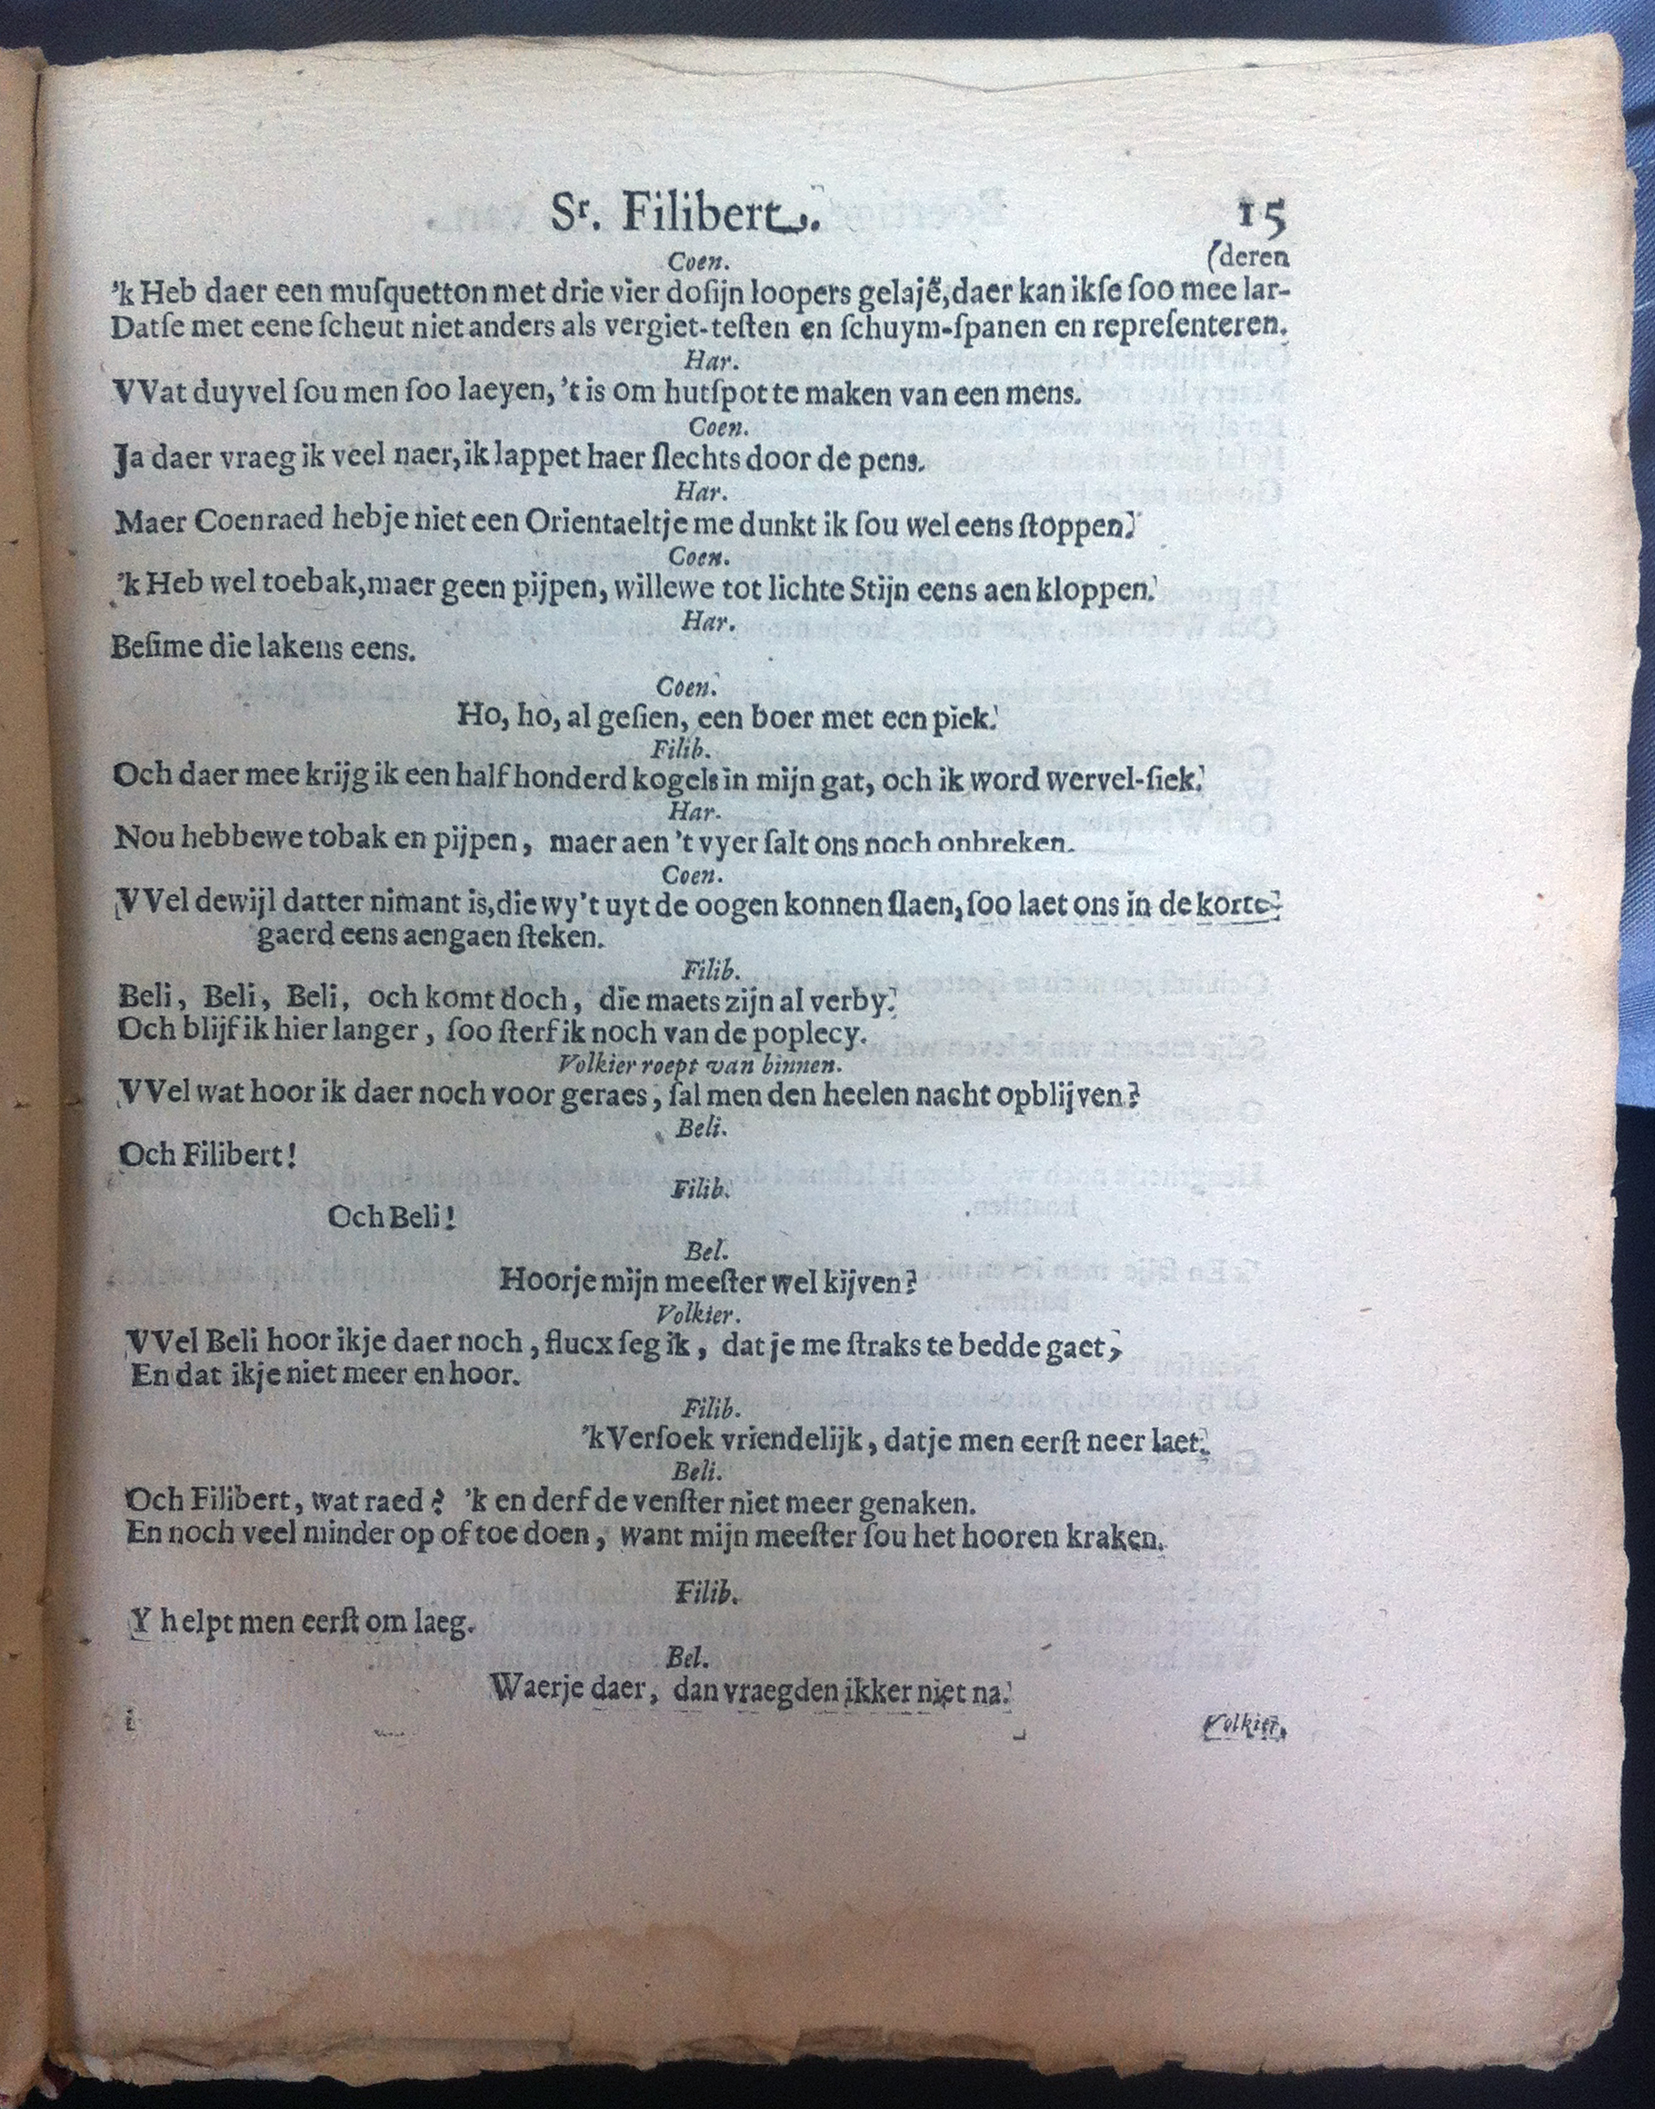 Sʳ. Filibert.
15
Coen.
(deren
'k Heb daer een muſquetton met drie vier doſijn loopers gelajẽ, daer kan ikſe ſoo mee lar-
Datſe met eene ſcheut niet anders als vergiet-teſten en ſchuym-ſpanen en repreſenteren.
Har.
VVat duyvel ſou men ſoo laeyen, 't is om hutſpot te maken van een mens.
Coen.
Ja daer vraeg ik veel naer, ik lappet haer ſlechts door de pens.
Har.
Maer Coenraed hebje niet een Orientaeltje me dunkt ik ſou wel eens ſtoppen.
Coen.
'k Heb wel toebak, maer geen pijpen, willewe tot lichte Stijn eens aen kloppen.
Har.
Beſime die lakens eens.
Coen.
Ho, ho, al geſien, een boer met een piek.
Filib.
Och daer mee krijg ik een half honderd kogels in mijn gat, och ik word wervel-ſiek.
Har.
Nou hebbewe tobak en pijpen, maer aen 't vyer ſalt ons noch onbreken.
Coen.
VVel dewijl datter nimant is, die wy't uyt de oogen konnen ſlaen, ſoo laet ons in de korte-
gaerd eens aengaen ſteken.
Filib.
Beli, Beli, Beli, och komt doch, die maets zijn al verby.
Och blijf ik hier langer, ſoo ſterf ik noch van de poplecy.
Volkier roept van binnen.
VVel wat hoor ik daer noch voor geraes, ſal men den heelen nacht opblijven?
Beli.
Och Filibert!
Filib.
Och Beli!
Bel.
Hoorje mijn meeſter wel kijven?
Volkier.
VVel Beli hoor ikje daer noch, flucx ſeg ik, dat je me ſtraks te bedde gaet,
En dat ikje niet meer en hoor.
Filib.
'k Verſoek vriendelijk, datje men eerſt neer laet.
Beli.
Och Filibert, wat raed? 'k en derf de venſter niet meer genaken.
En noch veel minder op of toe doen, want mijn meeſter ſou het hooren kraken.
Filib.
Y helpt men eerſt om laeg.
Bel.
Waerje daer, dan vraegden ikker niet na.
Volkier.